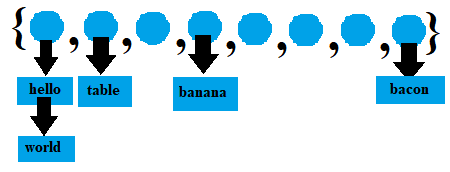 { , , , , , , , }
hello table banana bacon
world